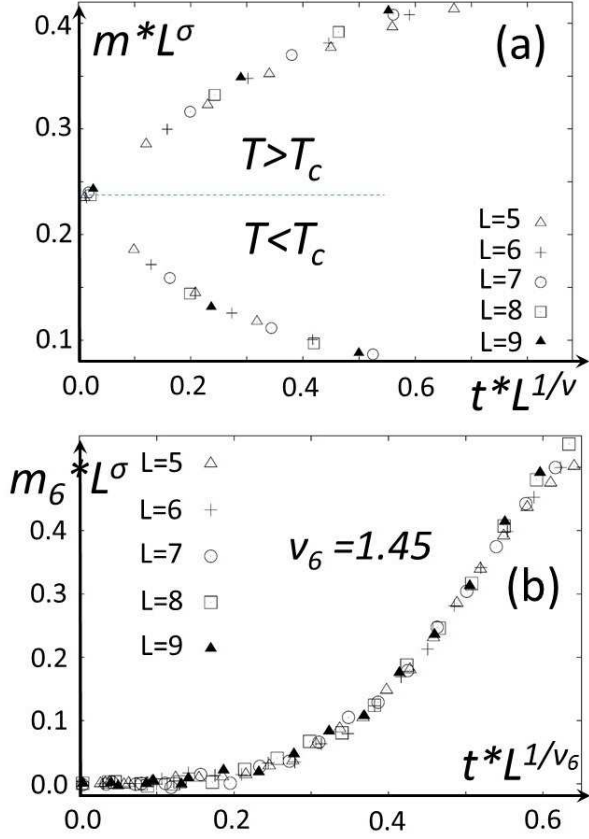 0.4
m*L^σ
(a)
0.3
T>T_c
0.2
T<T_c
L=5
L=6
L=7
L=8
L=9
0.1
0.0 0.2 0.4 0.6
t*L^{1/ν}
m_6*L^σ
L=5
0.4
L=6
ν_6=1.45
0.3
L=7
(b)
0.2
L=8
L=9
0.1
0.0
t*L^{1/ν_6}
0.0 0.2 0.4 0.6